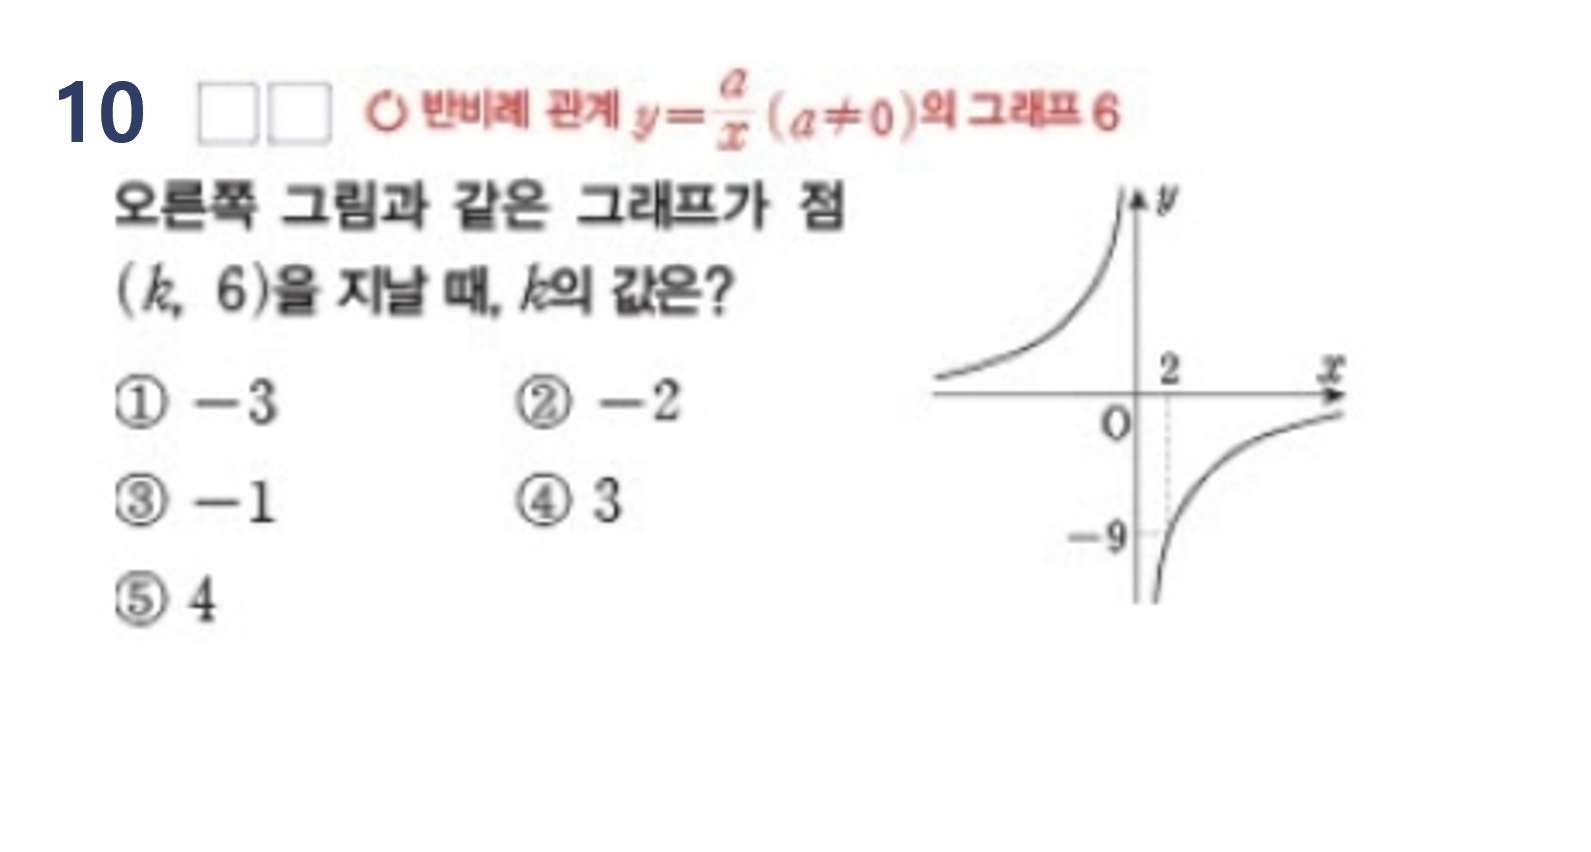 10 반비례 관계 y=a/x (a≠0)의 그래프 6
오른쪽 그림과 같은 그래프가 점
(k, 6)을 지날 때, k의 값은?
① −3 ② −2
③ −1 ④ 3
⑤ 4
y
2 x
O
−9